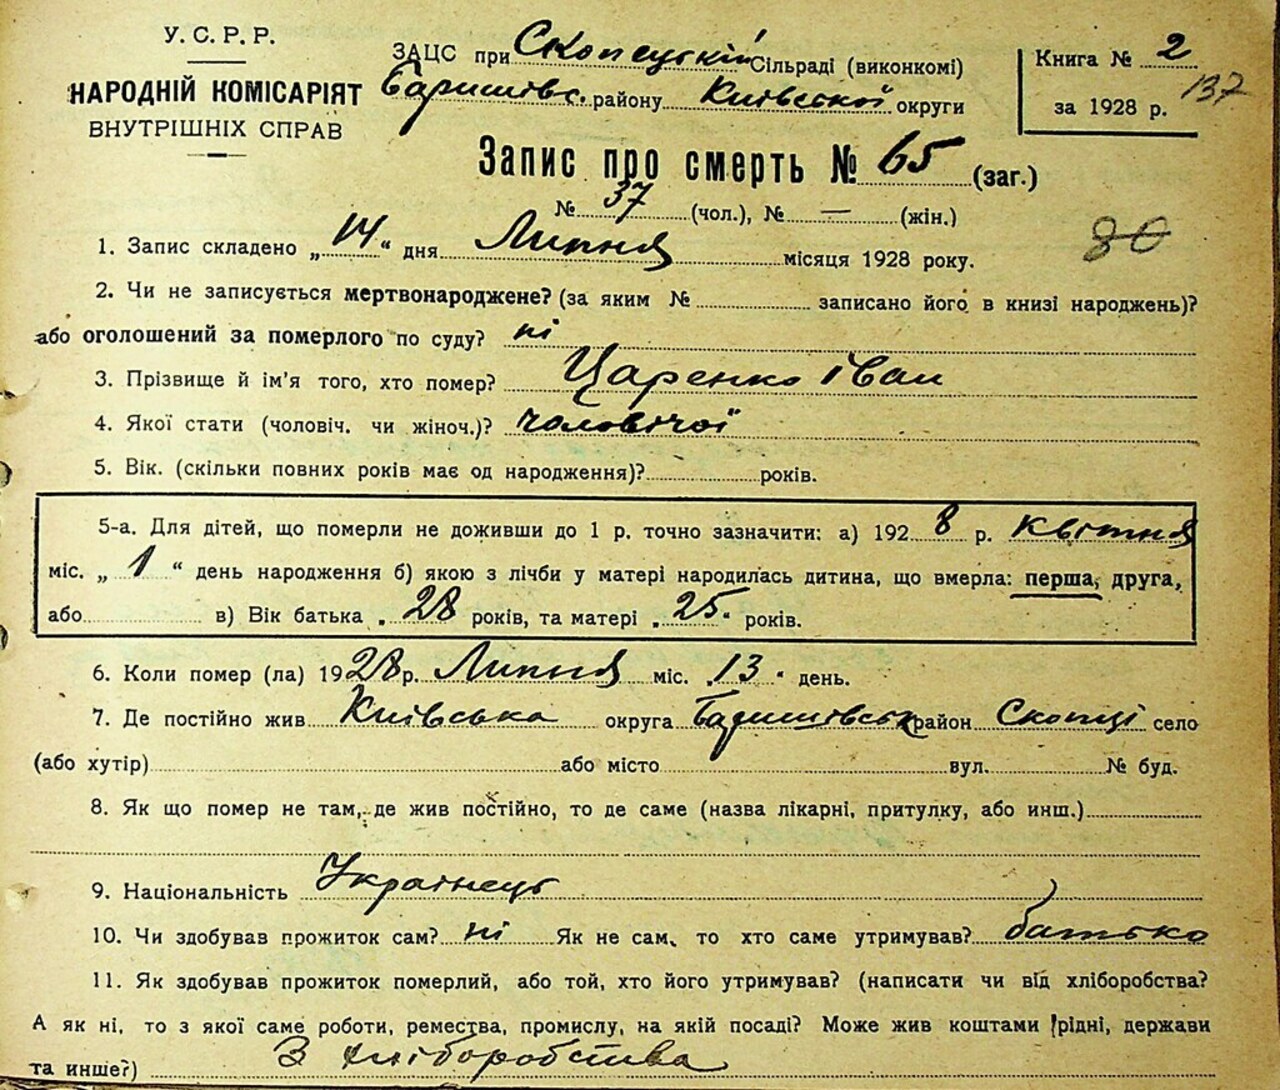 У. С. Р. Р.
НАРОДНІЙ КОМІСАРІЯТ
ВНУТРІШНІХ СПРАВ
ЗАЦС при Скопецькій Сільраді (виконкомі)
Баришівс. району Київської округи
Книга № 2
за 1928 р.
137
Запис про смерть № 65 (заг.)
№ 37 (чол.), № — (жін.)
80
1. Запис складено „14“ дня Липня місяця 1928 року.
2. Чи не записується мертвонароджене? (за яким № записано його в книзі народжень)?
або оголошений за померлого по суду? ні
3. Прізвище й ім'я того, хто помер? Царенко Іван
4. Якої стати (чоловіч. чи жіноч.)? чоловічої
5. Вік. (скільки повних років має од народження)? років.
5-а. Для дітей, що померли не доживши до 1 р. точно зазначити: а) 1928 р. Квітня
міс. „1“ день народження б) якою з лічби у матері народилась дитина, що вмерла: перша, друга,
або в) Вік батька „28 років, та матері „25“ років.
6. Коли помер (ла) 1928 р. Липня міс. „13“ день.
7. Де постійно жив Київська округа Баришівськ район Скопці село
(або хутір) або місто вул. № буд.
8. Як що помер не там, де жив постійно, то де саме (назва лікарні, притулку, або инш.)
9. Національність Українець
10. Чи здобував прожиток сам? ні Як не сам, то хто саме утримував? батько
11. Як здобував прожиток померлий, або той, хто його утримував? (написати чи від хліборобства?
А як ні, то з якої саме роботи, ремества, промислу, на якій посаді? Може жив коштами рідні, держави
та инше?) З хліборобства